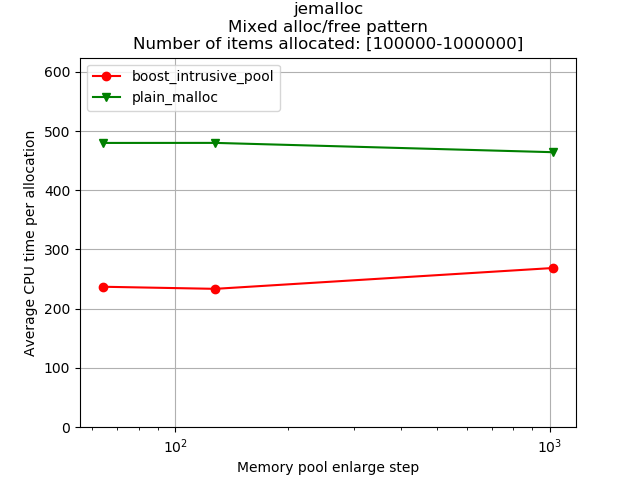 jemalloc
Mixed alloc/free pattern
Number of items allocated: [100000-1000000]
boost_intrusive_pool
plain_malloc
Average CPU time per allocation
600
500
400
300
200
100
0
10²
10³
Memory pool enlarge step